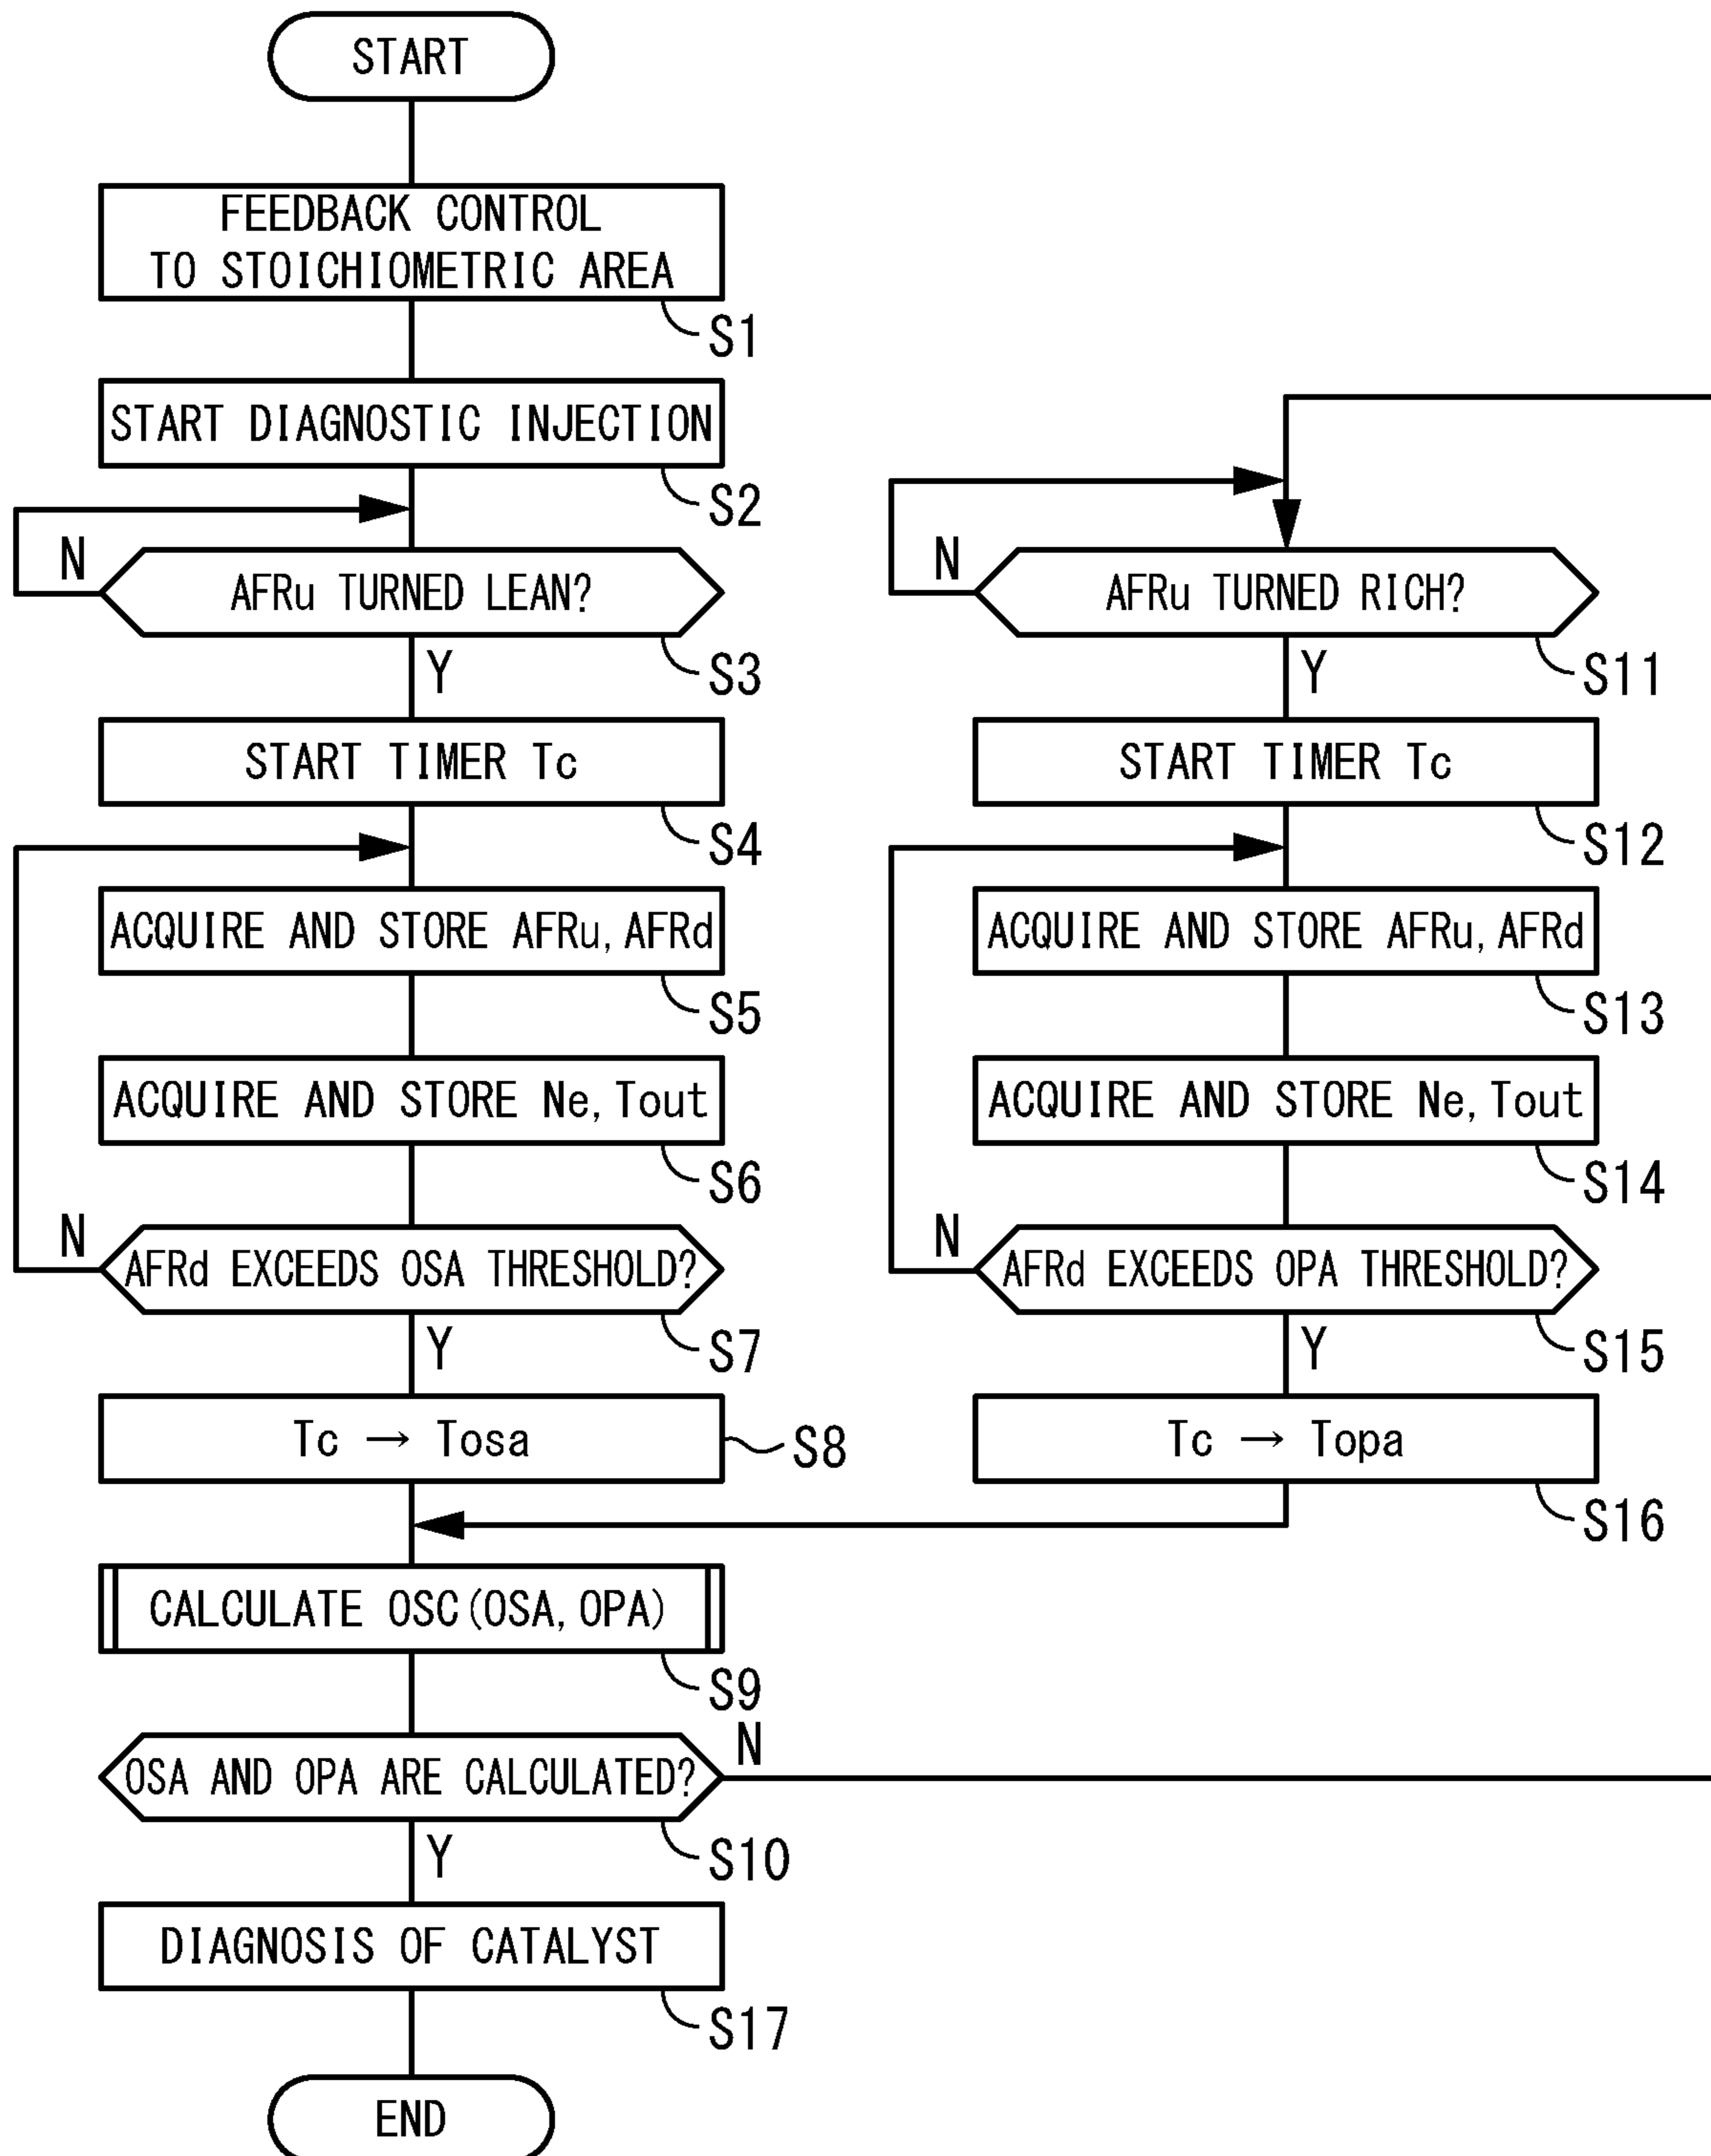 START
FEEDBACK CONTROL
TO STOICHIOMETRIC AREA
S1
START DIAGNOSTIC INJECTION
S2
N
AFRu TURNED LEAN?
S3
Y
START TIMER Tc
S4
ACQUIRE AND STORE AFRu, AFRd
S5
ACQUIRE AND STORE Ne, Tout
S6
N
AFRd EXCEEDS OSA THRESHOLD?
S7
Y
Tc → Tosa
S8
CALCULATE OSC(OSA, OPA)
S9
OSA AND OPA ARE CALCULATED?
N
S10
Y
DIAGNOSIS OF CATALYST
S17
END
N
AFRu TURNED RICH?
S11
Y
START TIMER Tc
S12
ACQUIRE AND STORE AFRu, AFRd
S13
ACQUIRE AND STORE Ne, Tout
S14
N
AFRd EXCEEDS OPA THRESHOLD?
S15
Y
Tc → Topa
S16